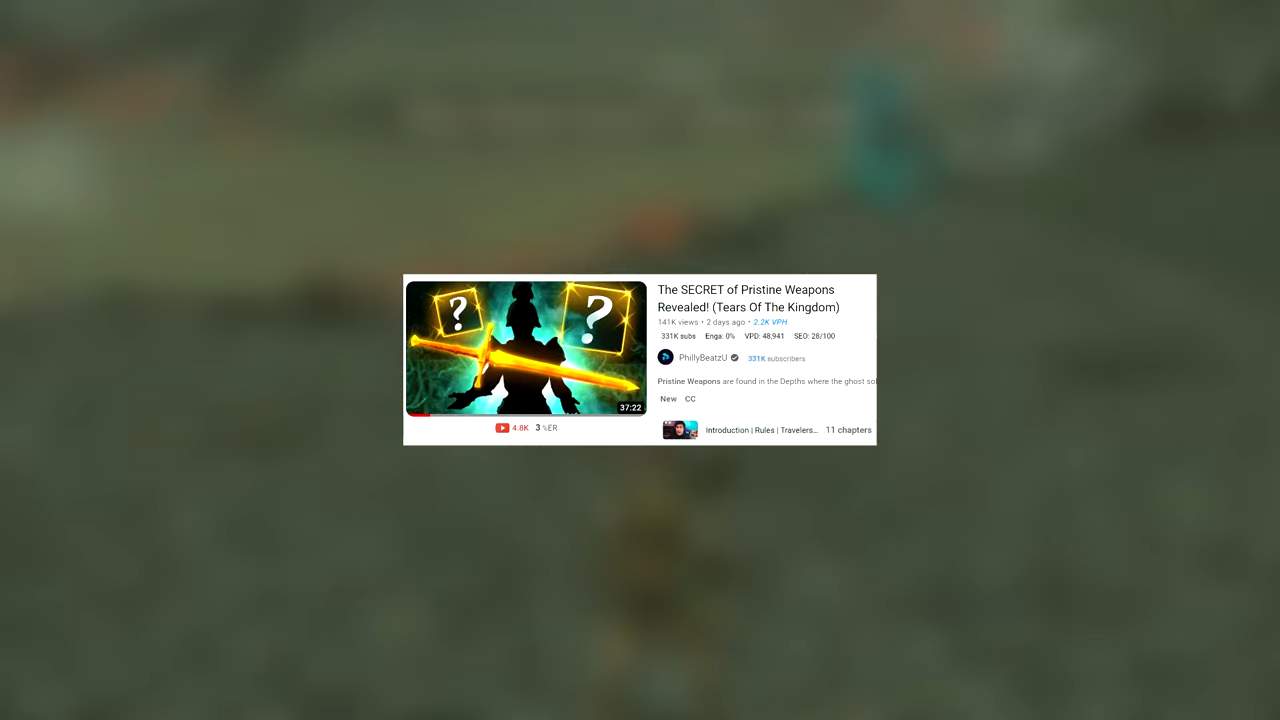 ? ?
37:22
4.8K 3 %ER
The SECRET of Pristine Weapons
Revealed! (Tears Of The Kingdom)
141K views • 2 days ago • 2.2K VPH
331K subs Enga: 0% VPD: 48,941 SEO: 28/100
PhillyBeatzU 331K subscribers
Pristine Weapons are found in the Depths where the ghost sol
New CC
Introduction | Rules | Travelers... 11 chapters